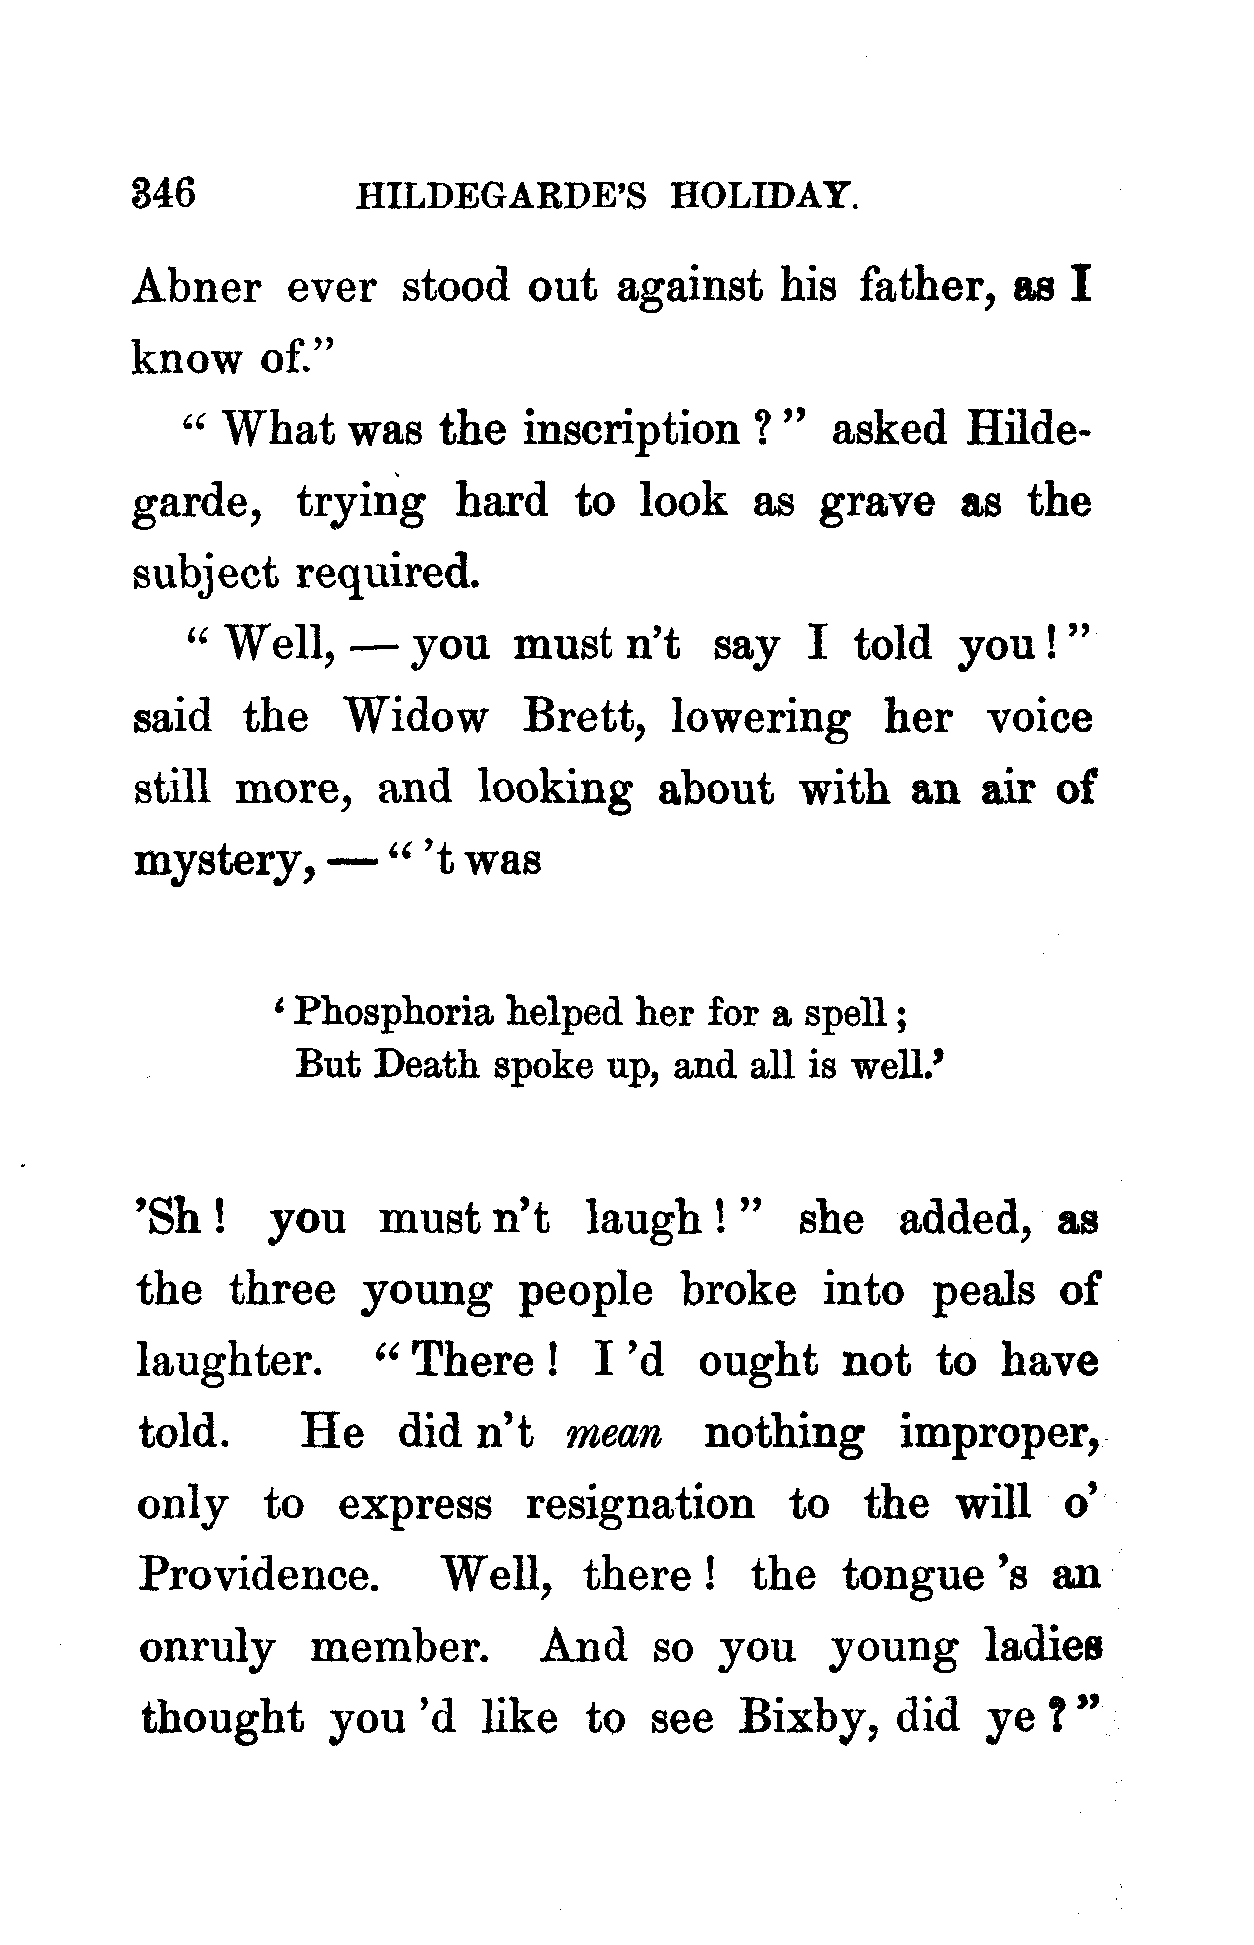 346 HILDEGARDE'S HOLIDAY.
Abner ever stood out against his father, as I
know of."
" What was the inscription ? " asked Hilde-
garde, trying hard to look as grave as the
subject required.
" Well, — you must n't say I told you ! "
said the Widow Brett, lowering her voice
still more, and looking about with an air of
mystery, — " 't was
' Phosphoria helped her for a spell ;
But Death spoke up, and all is well.'
'Sh ! you must n't laugh ! " she added, as
the three young people broke into peals of
laughter. " There ! I 'd ought not to have
told. He did n't mean nothing improper,
only to express resignation to the will o'
Providence. Well, there ! the tongue 's an
onruly member. And so you young ladies
thought you 'd like to see Bixby, did ye ? "